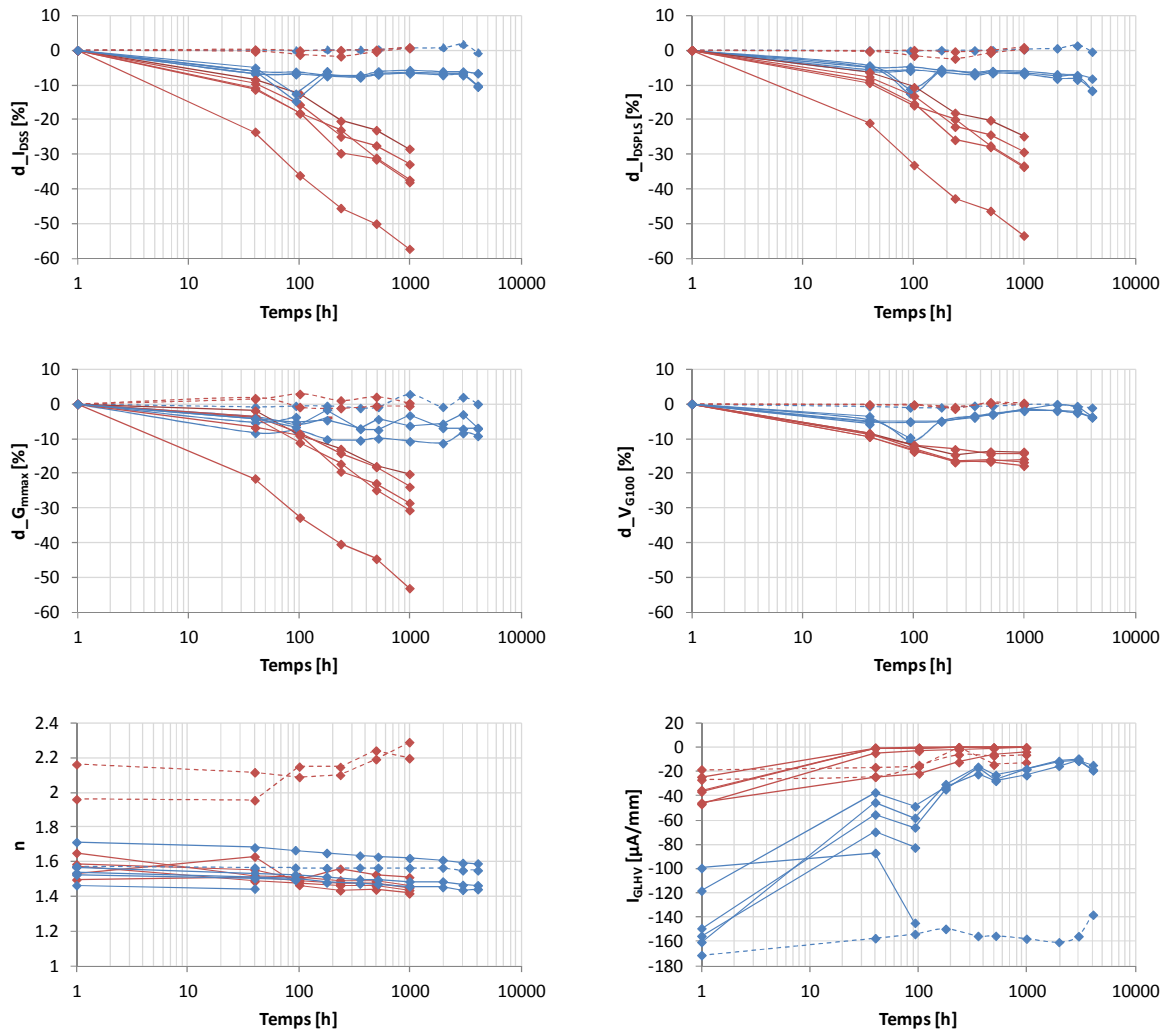 10
0
-10
-20
-30
-40
-50
-60
d_I_DSS [%]
1 10 100 1000 10000
Temps [h]
10
0
-10
-20
-30
-40
-50
-60
d_I_DSPLS [%]
1 10 100 1000 10000
Temps [h]
10
0
-10
-20
-30
-40
-50
-60
d_G_mmax [%]
1 10 100 1000 10000
Temps [h]
10
0
-10
-20
-30
-40
-50
-60
d_V_G100 [%]
1 10 100 1000 10000
Temps [h]
2.4
2.2
2
1.8
1.6
1.4
1.2
1
n
1 10 100 1000 10000
Temps [h]
20
0
-20
-40
-60
-80
-100
-120
-140
-160
-180
I_GLHV [µA/mm]
1 10 100 1000 10000
Temps [h]